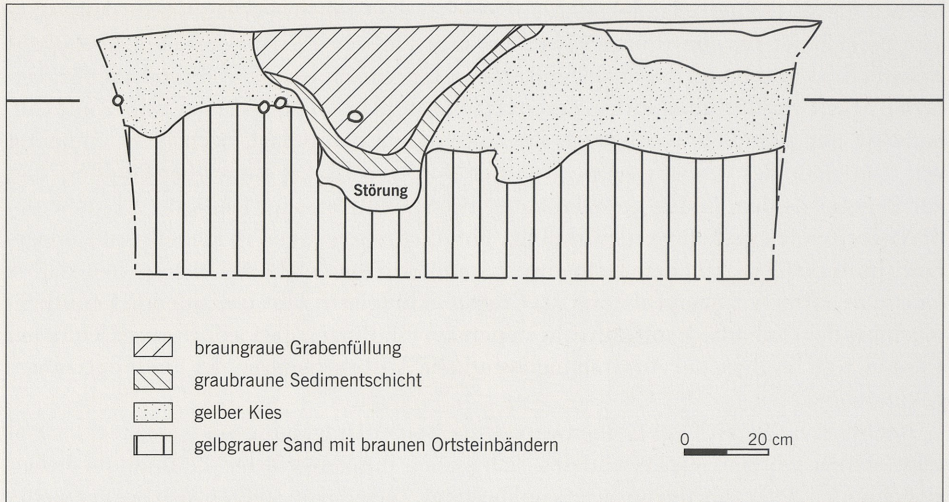 Störung
braungraue Grabenfüllung
graubraune Sedimentschicht
gelber Kies
gelbgrauer Sand mit braunen Ortsteinbändern
0 20 cm